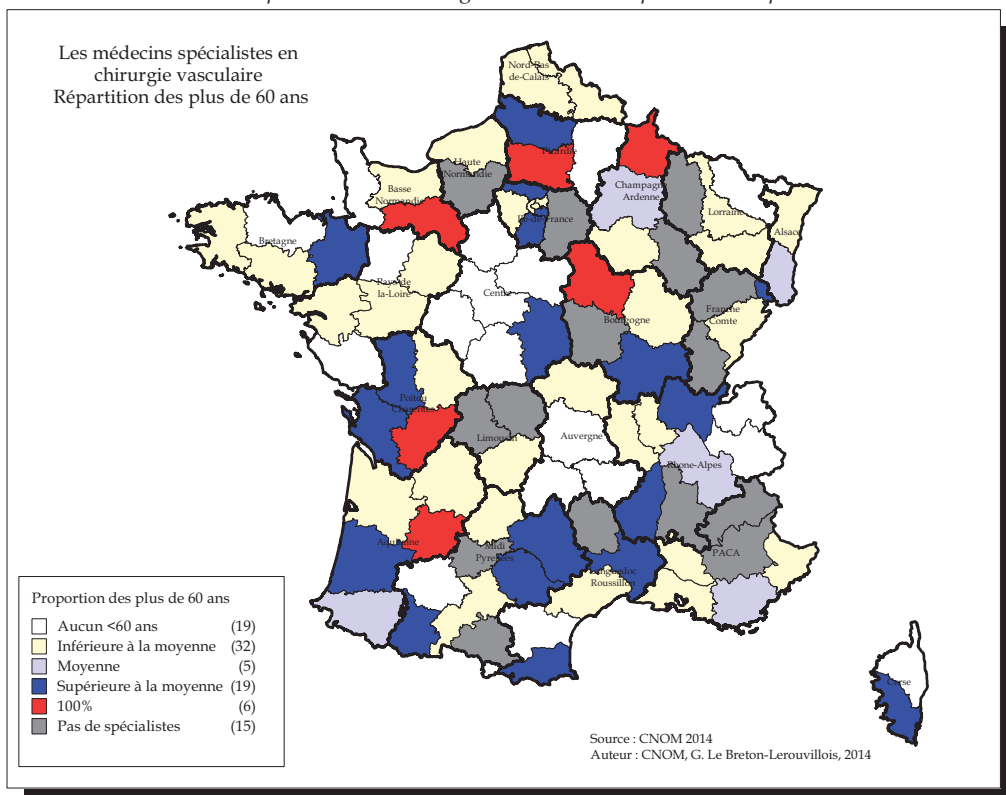 Les médecins spécialistes en
chirurgie vasculaire
Répartition des plus de 60 ans
Nord-Pas
de-Calais
Picardie
Haute
Normandie
Basse
Normandie
Champagne
Ardenne
Lorraine
Alsace
Ile-de-France
Bretagne
Pays de
la-Loire
Centre
Bourgogne
Franche
Comte
Poitou
Charentes
Limousin
Auvergne
Rhone-Alpes
Aquitaine
Midi
Pyrenées
Languedoc
Roussillon
PACA
Corse
Proportion des plus de 60 ans
Aucun <60 ans (19)
Inférieure à la moyenne (32)
Moyenne (5)
Supérieure à la moyenne (19)
100% (6)
Pas de spécialistes (15)
Source : CNOM 2014
Auteur : CNOM, G. Le Breton-Lerouvillois, 2014